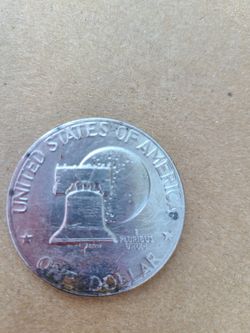 UNITED STATES OF AMERICA
E
PLURIBUS
UNUM
ONE DOLLAR